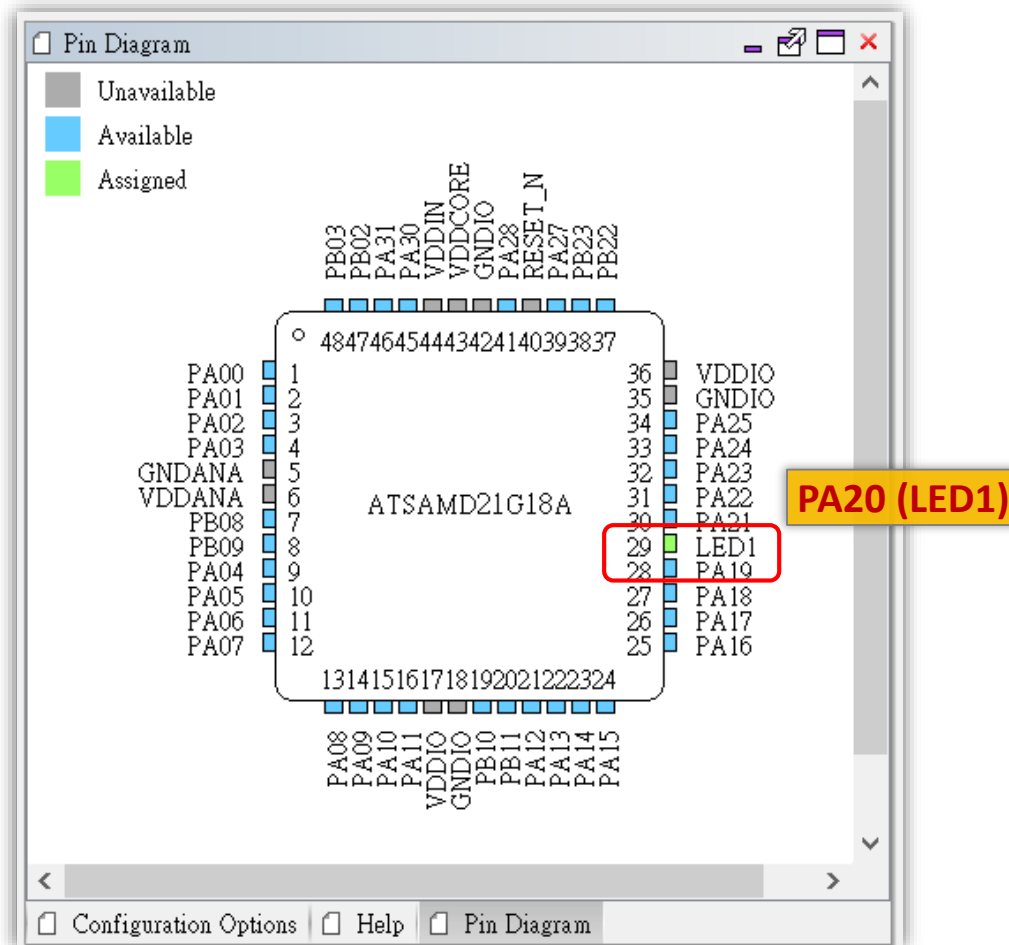 Pin Diagram
Unavailable
Available
Assigned
PB03
PB02
PA31
PA30
VDDIN
VDDCORE
GNDIO
PA28
RESET_N
PA27
PB23
PB22
484746454443424140393837
PA00 1
PA01 2
PA02 3
PA03 4
GNDANA 5
VDDANA 6
PB08 7
PB09 8
PA04 9
PA05 10
PA06 11
PA07 12
ATSAMD21G18A
36 VDDIO
35 GNDIO
34 PA25
33 PA24
32 PA23
31 PA22
30 PA21
29 LED1
28 PA19
27 PA18
26 PA17
25 PA16
PA20 (LED1)
131415161718192021222324
PA08
PA09
PA10
PA11
VDDIO
GNDIO
PB10
PB11
PA12
PA13
PA14
PA15
Configuration Options Help Pin Diagram